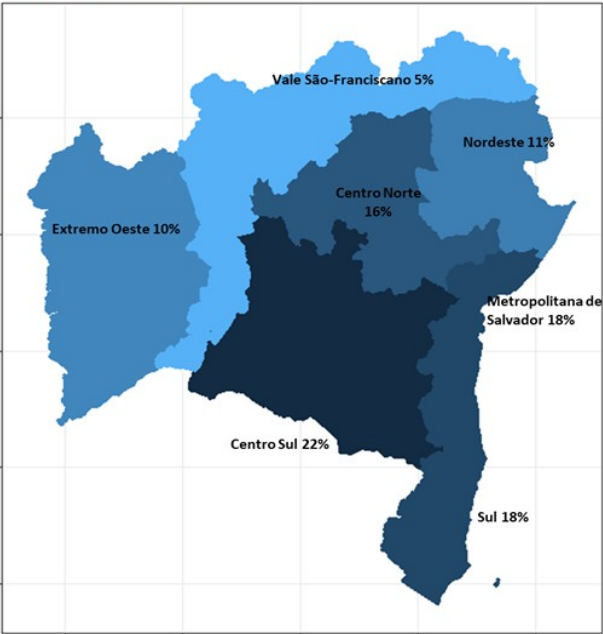 Vale São-Franciscano 5%
Nordeste 11%
Centro Norte
16%
Extremo Oeste 10%
Metropolitana de
Salvador 18%
Centro Sul 22%
Sul 18%